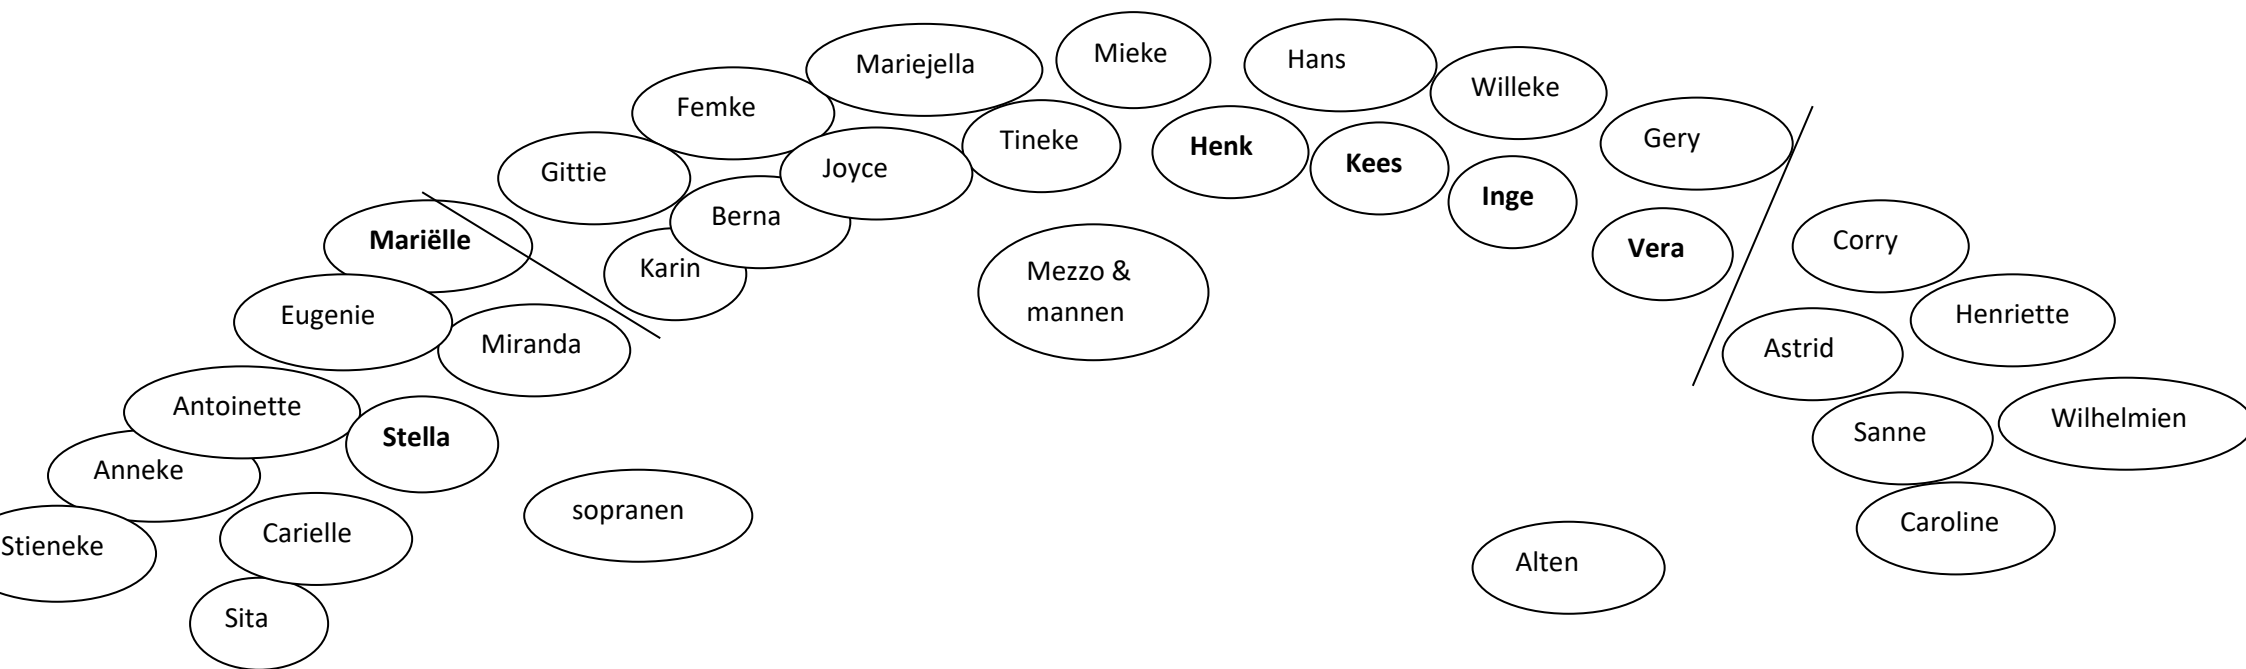 Mieke
Hans
Mariejella
Willeke
Femke
Gery
Tineke
Henk
Kees
Joyce
Gittie
Inge
Berna
Mariëlle
Vera
Corry
Karin
Mezzo &
mannen
Eugenie
Henriette
Miranda
Astrid
Antoinette
Wilhelmien
Stella
Sanne
Anneke
sopranen
Caroline
Carielle
Stieneke
Alten
Sita